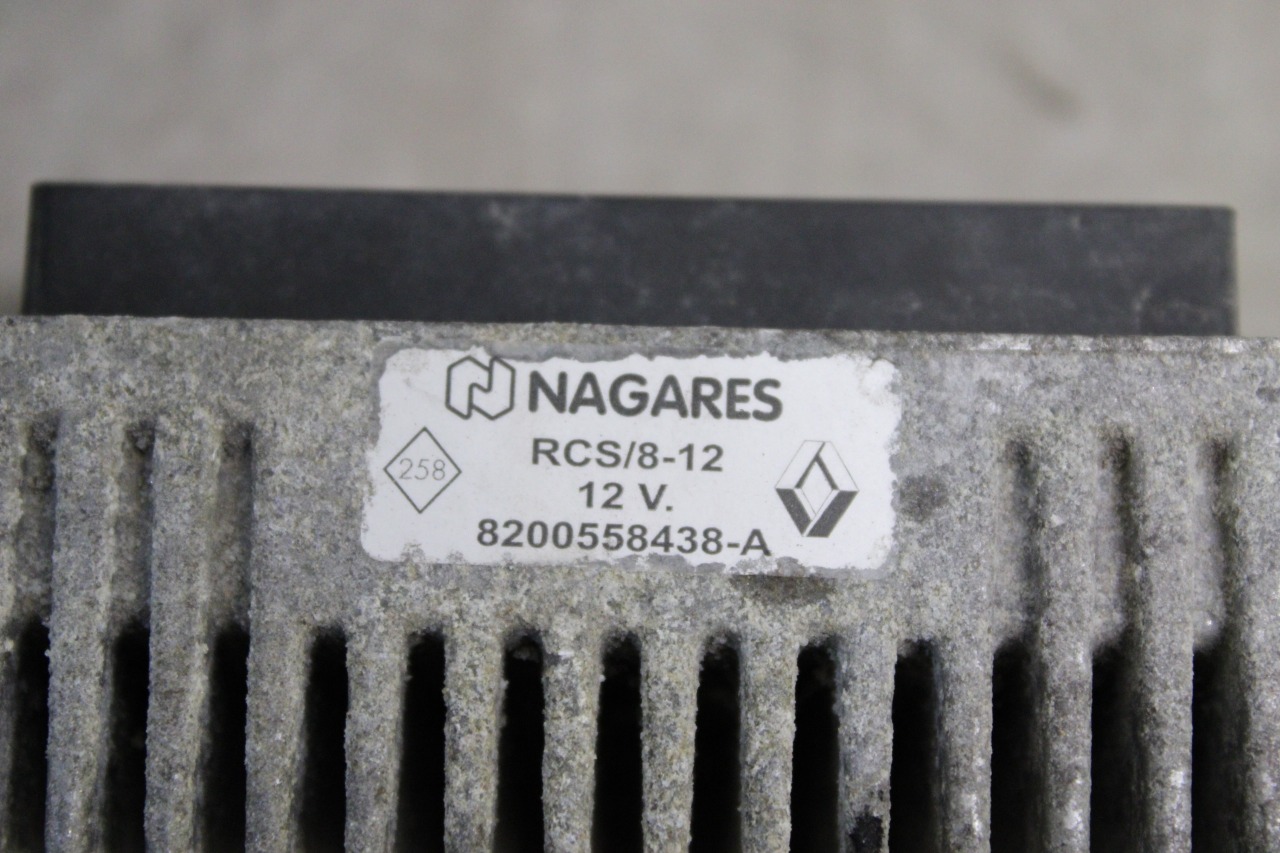 NAGARES
RCS/8-12
258
12 V.
8200558438-A